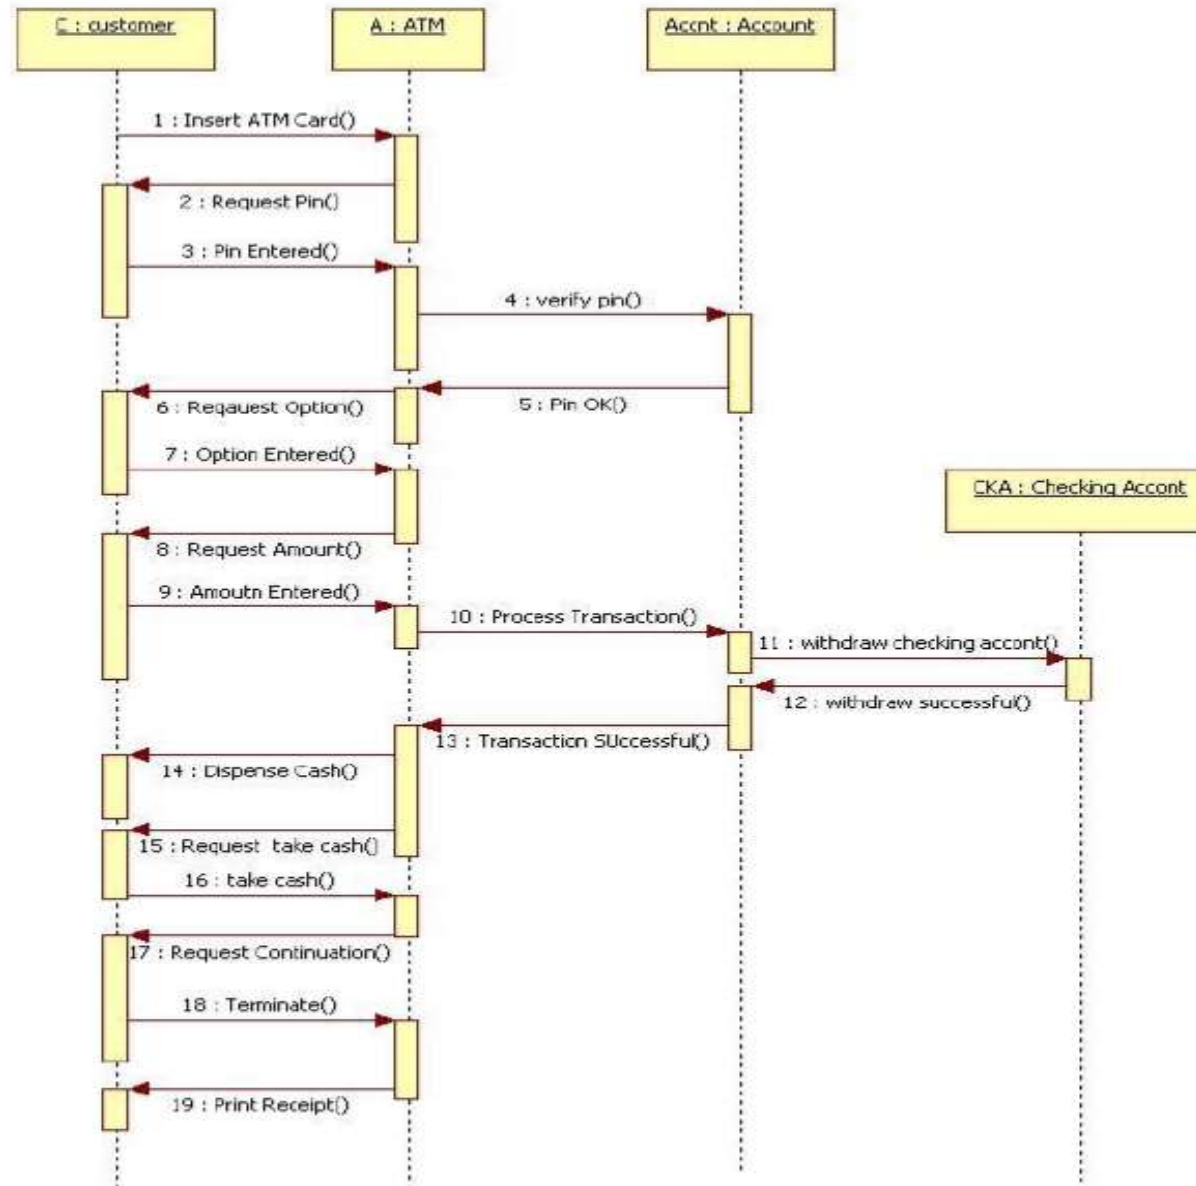 C : customer
A : ATM
Accnt : Account
1 : Insert ATM Card()
2 : Request Pin()
3 : Pin Entered()
4 : verify pin()
5 : Pin OK()
6 : Reqauest Option()
7 : Option Entered()
CKA : Checking Accont
8 : Request Amount()
9 : Amoutn Entered()
10 : Process Transaction()
11 : withdraw checking accont()
12 : withdraw successful()
13 : Transaction SUccessful()
14 : Dispense Cash()
15 : Request take cash()
16 : take cash()
17 : Request Continuation()
18 : Terminate()
19 : Print Receipt()